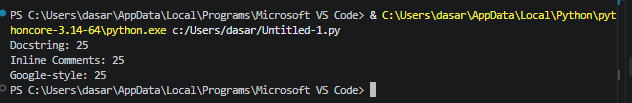 PS C:\Users\dasar\AppData\Local\Programs\Microsoft VS Code> & C:\Users\dasar\AppData\Local\Python\pyt
honcore-3.14-64\python.exe c:/Users/dasar/Untitled-1.py
Docstring: 25
Inline Comments: 25
Google-style: 25
PS C:\Users\dasar\AppData\Local\Programs\Microsoft VS Code>